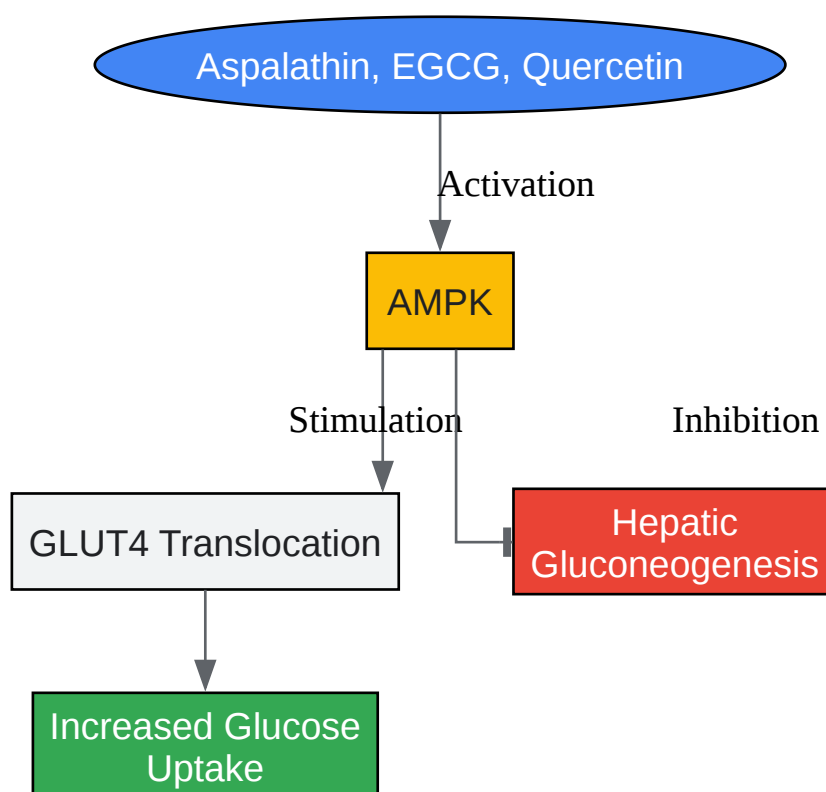 Aspalathin, EGCG, Quercetin
Activation
AMPK
Stimulation
Inhibition
GLUT4 Translocation
Hepatic
Gluconeogenesis
Increased Glucose
Uptake